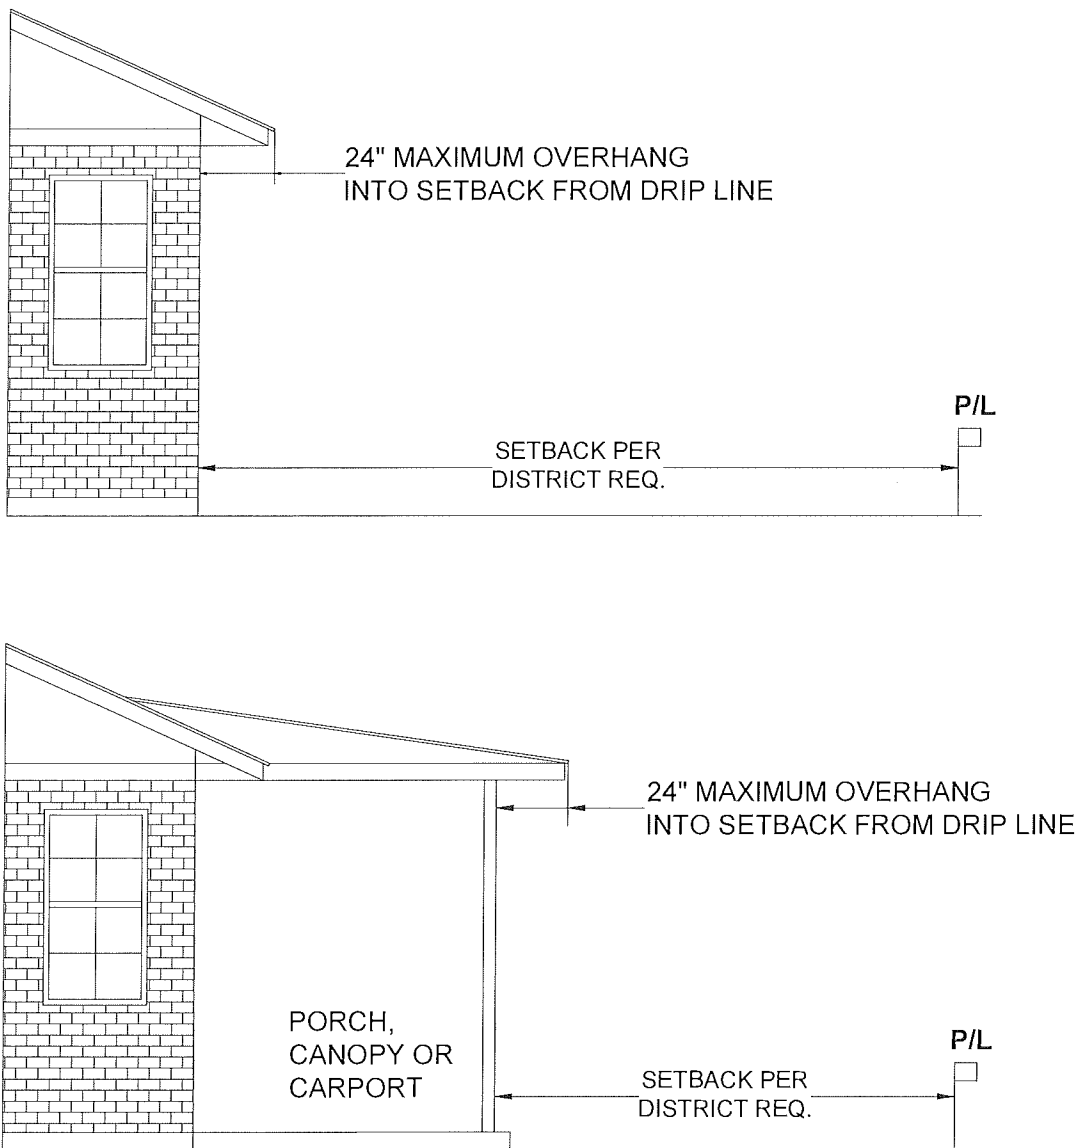 24" MAXIMUM OVERHANG
INTO SETBACK FROM DRIP LINE
P/L
SETBACK PER
DISTRICT REQ.
24" MAXIMUM OVERHANG
INTO SETBACK FROM DRIP LINE
PORCH,
CANOPY OR
CARPORT
P/L
SETBACK PER
DISTRICT REQ.